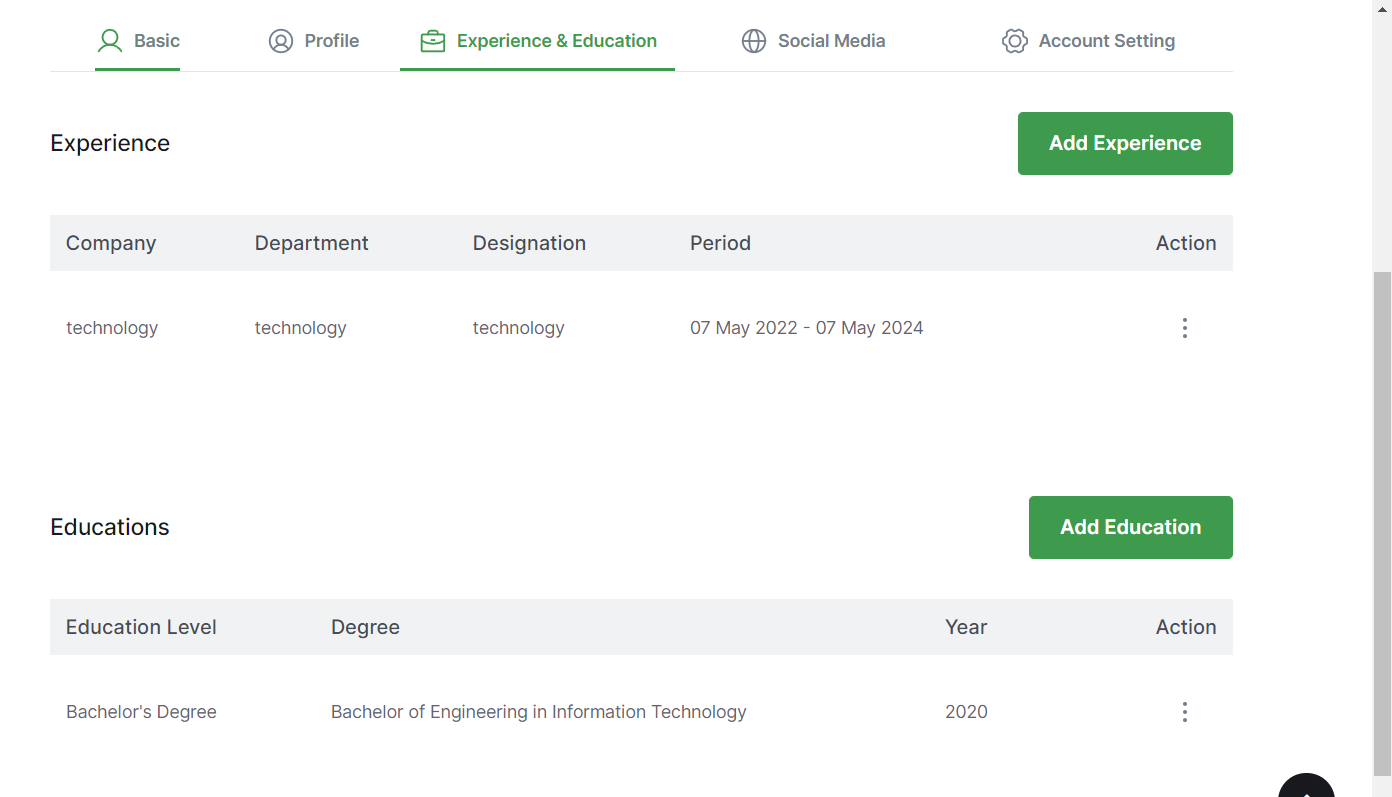 Basic Profile Experience & Education Social Media Account Setting
Experience Add Experience
Company Department Designation Period Action
technology technology technology 07 May 2022 - 07 May 2024
Educations Add Education
Education Level Degree Year Action
Bachelor's Degree Bachelor of Engineering in Information Technology 2020